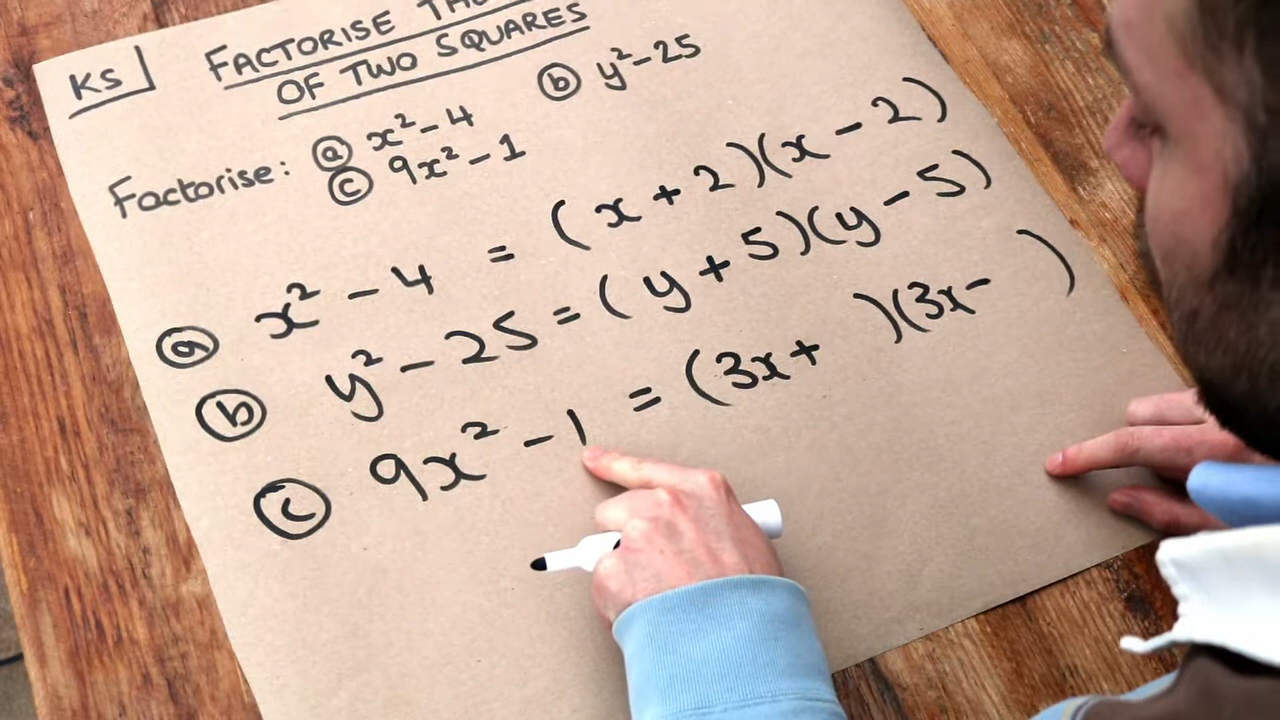 KS
FACTORISE
OF TWO SQUARES
Factorise: ⓐ x² - 4 ⓑ y² - 25
ⓒ 9x² - 1
ⓐ x² - 4 = (x + 2)(x - 2)
ⓑ y² - 25 = (y + 5)(y - 5)
ⓒ 9x² - 1 = (3x + )(3x - )